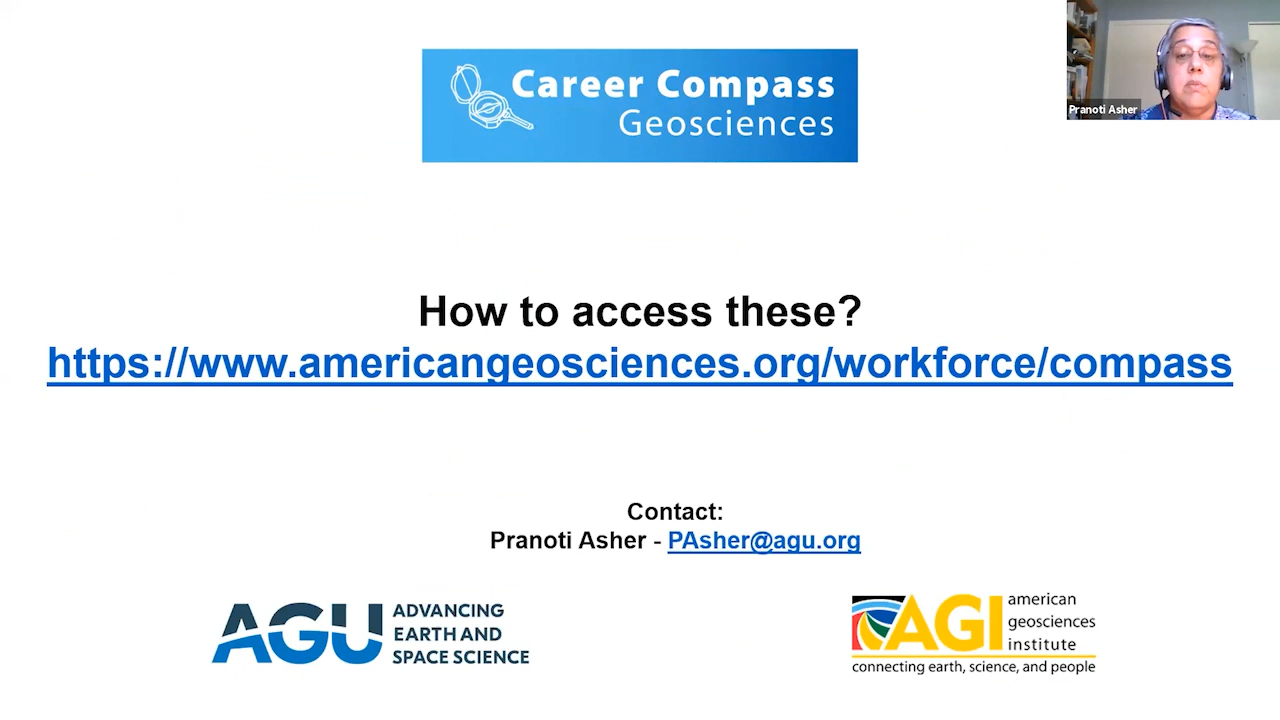 Career Compass
Geosciences
Pranoti Asher
How to access these?
https://www.americangeosciences.org/workforce/compass
Contact:
Pranoti Asher - PAsher@agu.org
AGU
ADVANCING
EARTH AND
SPACE SCIENCE
AGI
american
geosciences
institute
connecting earth, science, and people